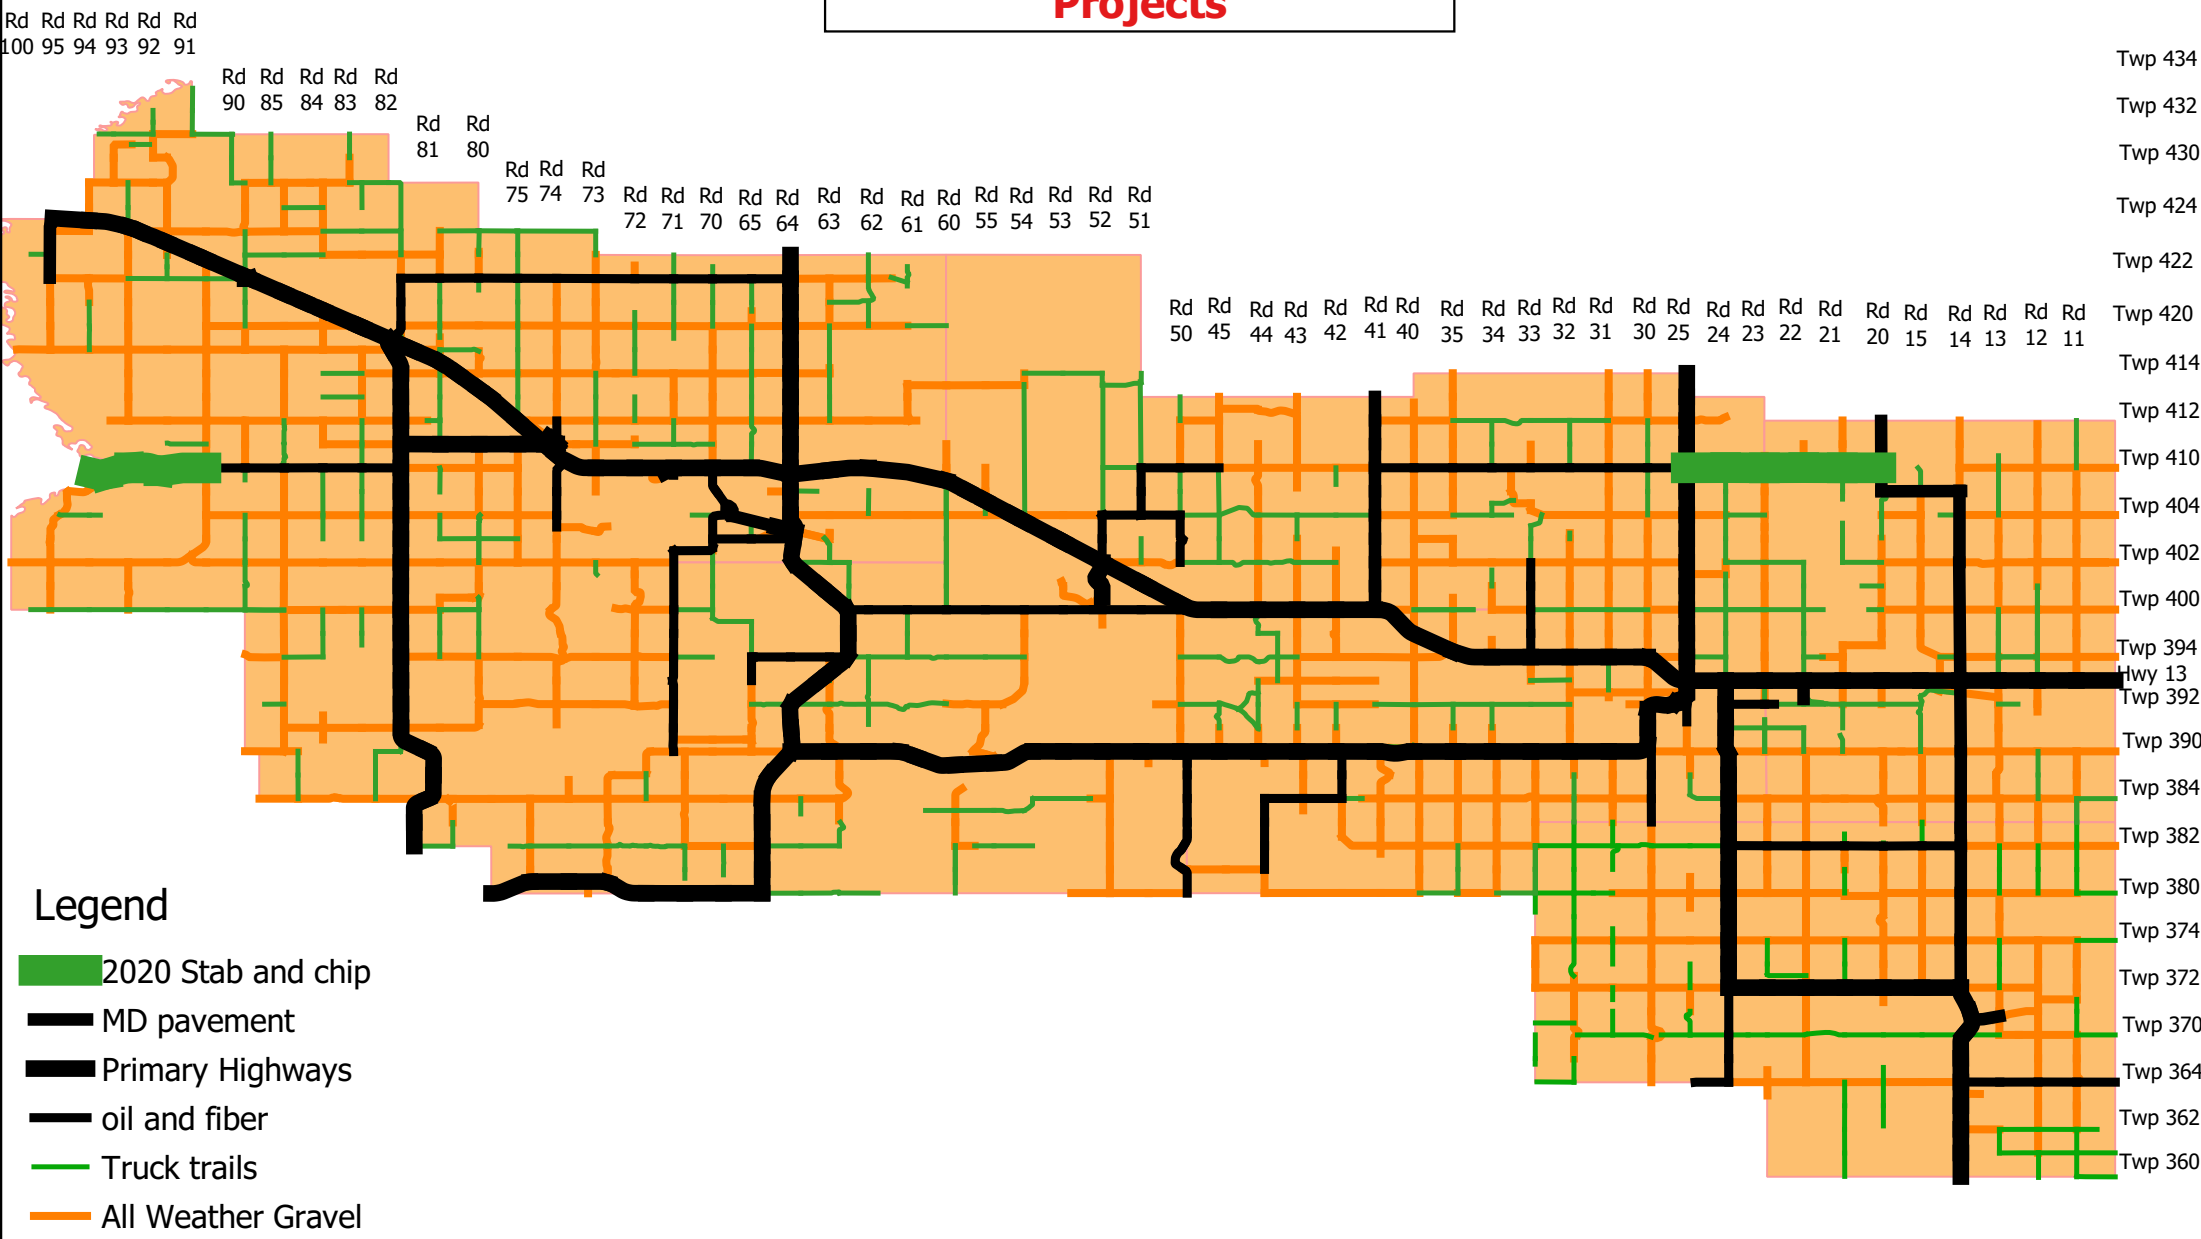 Projects
Rd Rd Rd Rd Rd Rd
100 95 94 93 92 91
Rd Rd Rd Rd Rd
90 85 84 83 82
Rd Rd
81 80
Rd Rd Rd
75 74 73
Rd Rd Rd Rd Rd Rd Rd Rd Rd Rd Rd Rd Rd Rd
72 71 70 65 64 63 62 61 60 55 54 53 52 51
Rd Rd Rd Rd Rd Rd Rd Rd Rd Rd Rd Rd Rd Rd Rd Rd Rd Rd Rd Rd Rd Rd Rd Rd
50 45 44 43 42 41 40 35 34 33 32 31 30 25 24 23 22 21 20 15 14 13 12 11
Twp 434
Twp 432
Twp 430
Twp 424
Twp 422
Twp 420
Twp 414
Twp 412
Twp 410
Twp 404
Twp 402
Twp 400
Twp 394
Hwy 13
Twp 392
Twp 390
Twp 384
Twp 382
Twp 380
Twp 374
Twp 372
Twp 370
Twp 364
Twp 362
Twp 360
Legend
2020 Stab and chip
MD pavement
Primary Highways
oil and fiber
Truck trails
All Weather Gravel